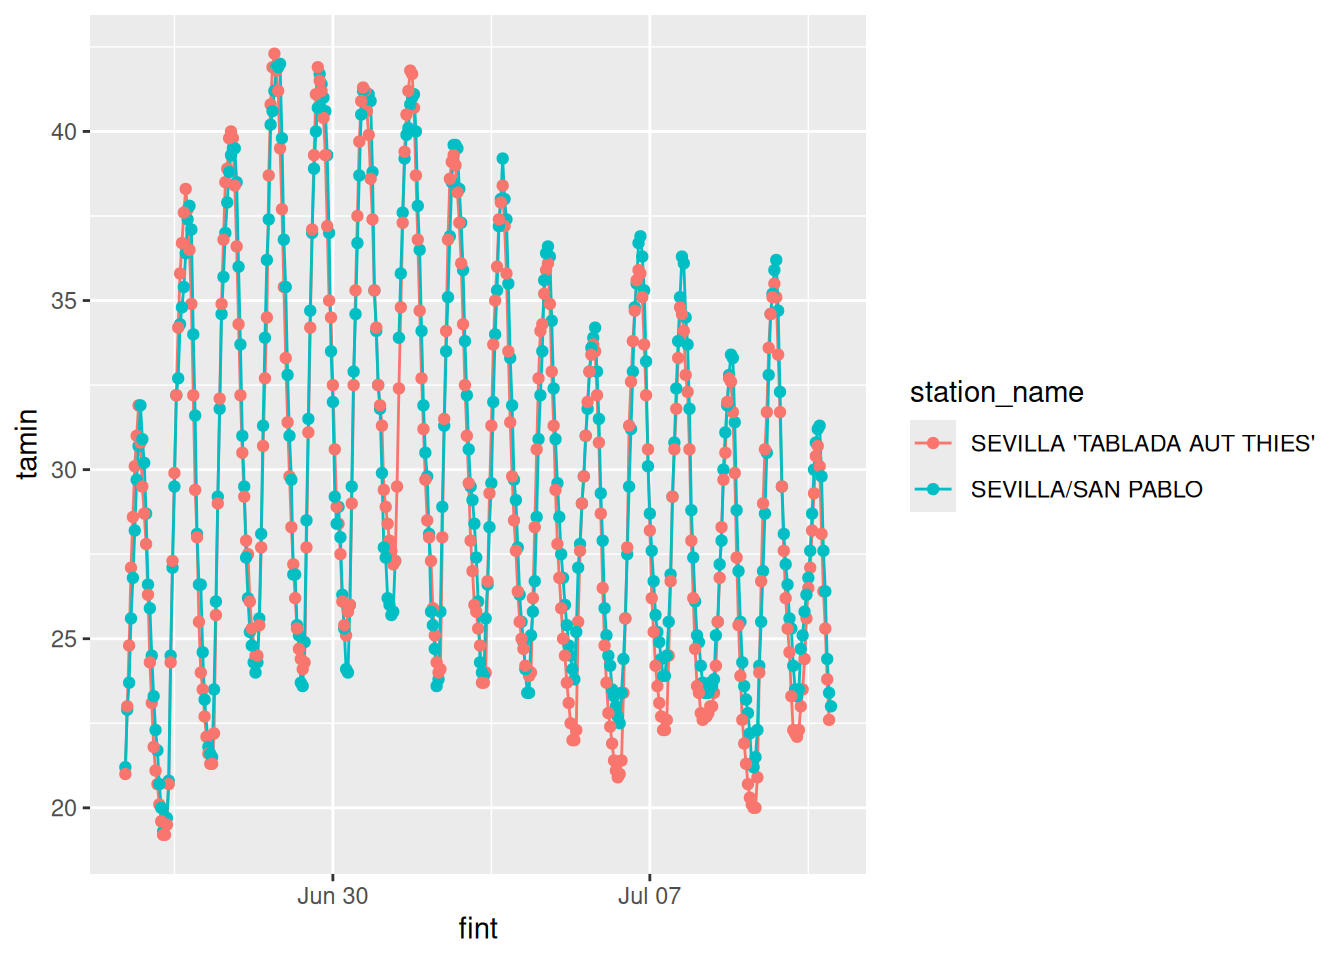 40
35
30
25
20
tamin
Jun 30
Jul 07
fint
station_name
SEVILLA 'TABLADA AUT THIES'
SEVILLA/SAN PABLO